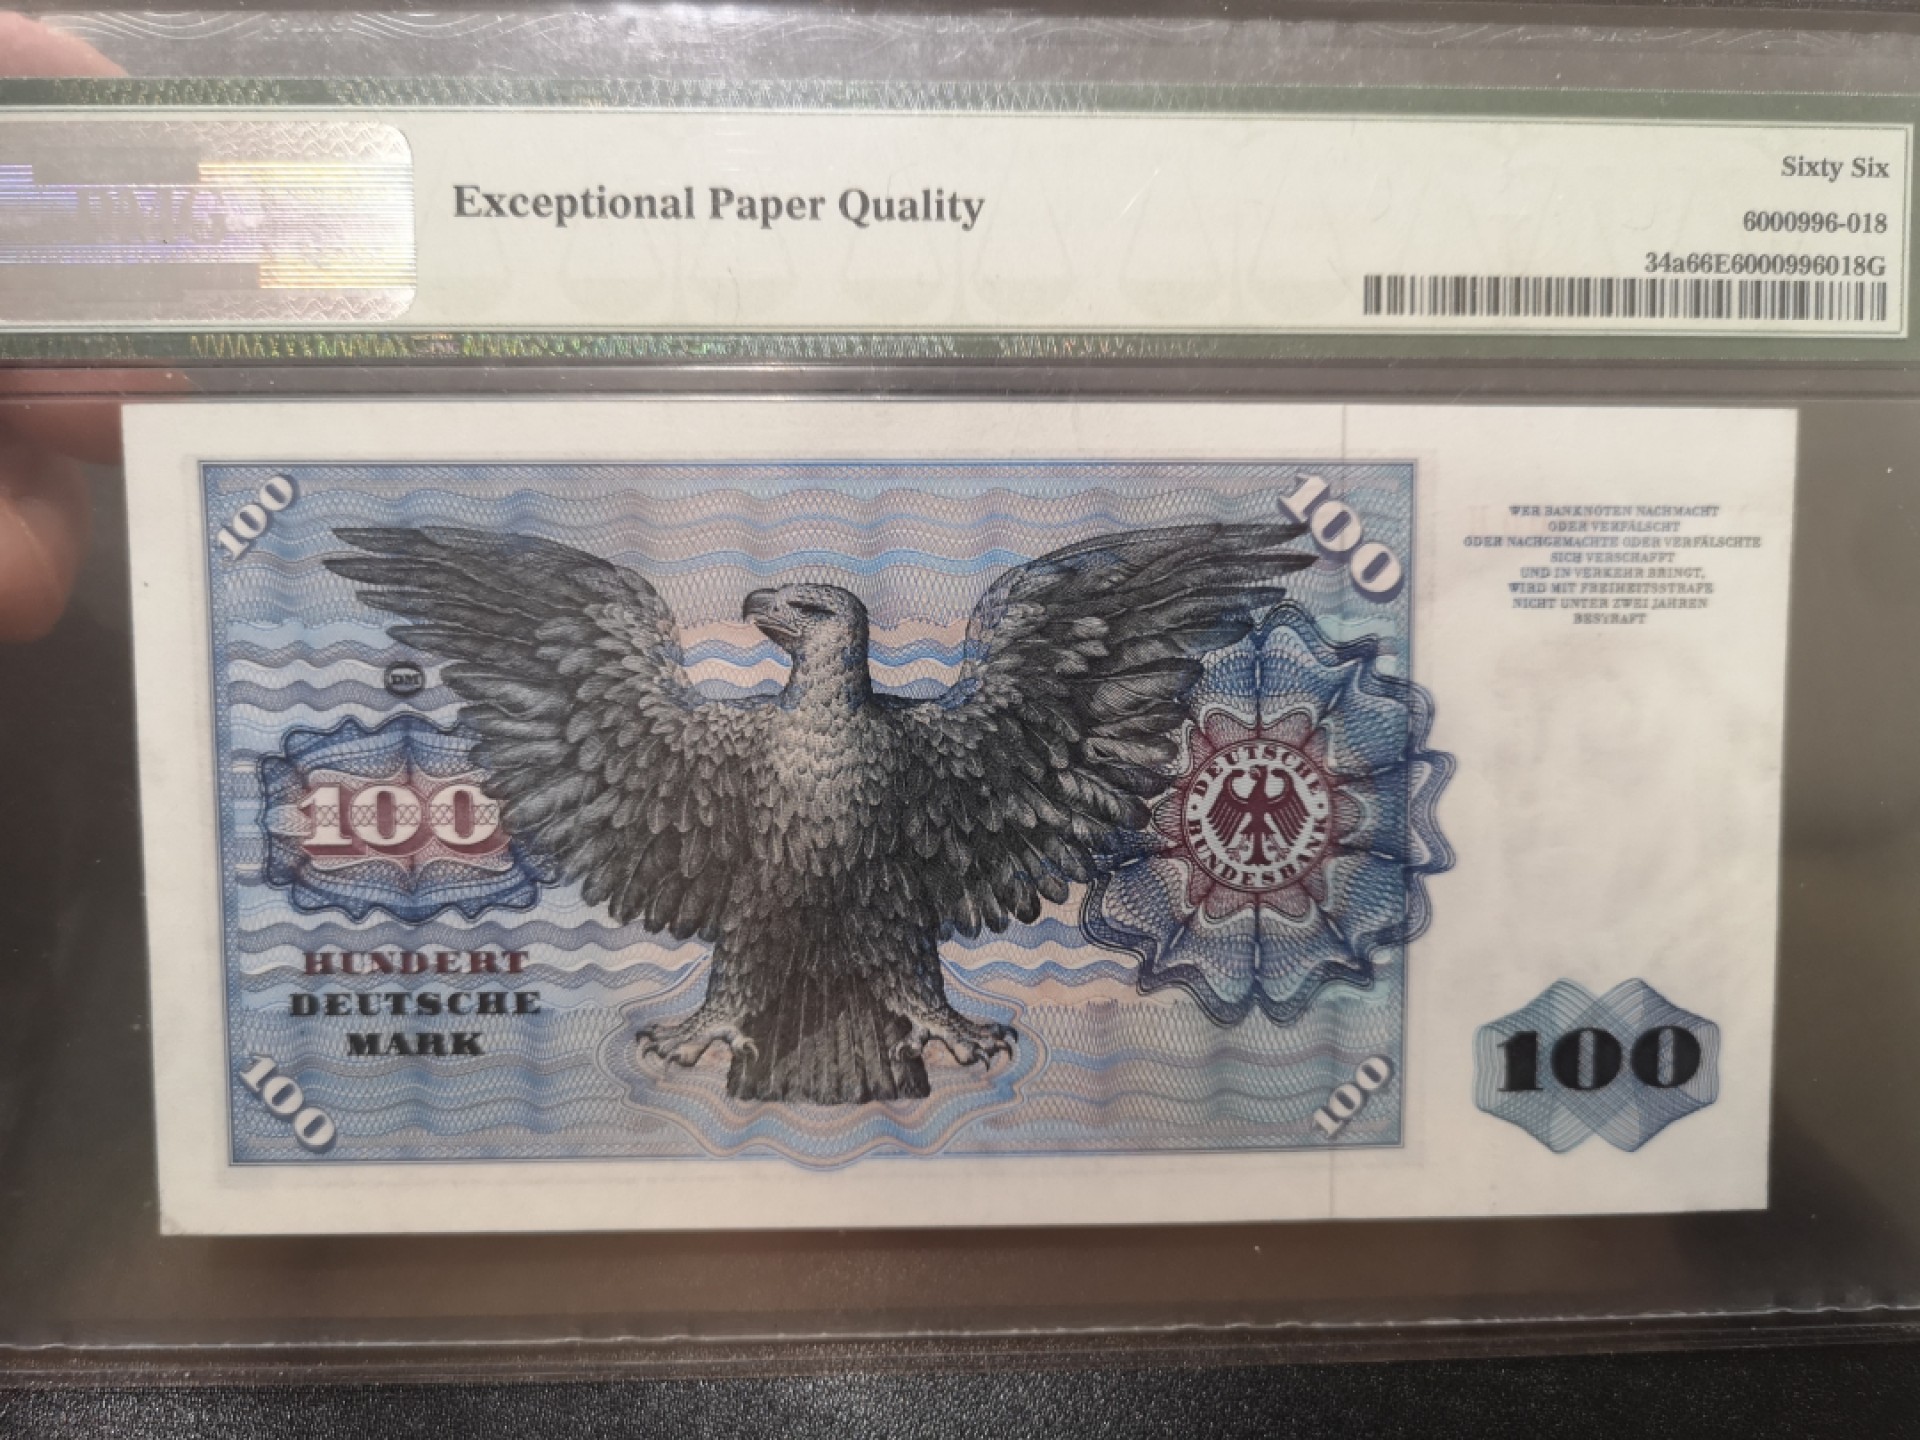 Exceptional Paper Quality
Sixty Six
6000996-018
34a66E6000996018G
100
100
WER BANKNOTEN NACHMACHT
ODER VERFÄLSCHT
ODER NACHGEMACHTE ODER VERFÄLSCHTE
SICH VERSCHAFFT
UND IN VERKEHR BRINGT,
WIRD MIT FREIHEITSSTRAFE
NICHT UNTER ZWEI JAHREN
BESTRAFT
DM
100
DEUTSCHE
BUNDESBANK
HUNDERT
DEUTSCHE
MARK
100
100
100